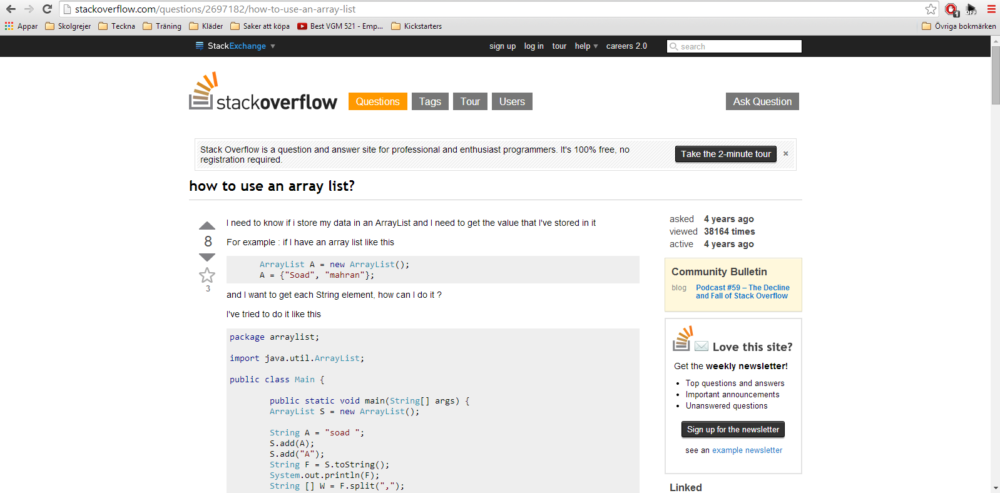 stackoverflow.com/questions/2697182/how-to-use-an-array-list
1
OFF
Appar Skolgrejer Teckna Träning Kläder Saker att köpa Best VGM 521 - Emp... Kickstarters Övriga bokmärken
StackExchange sign up log in tour help careers 2.0 search
stackoverflow Questions Tags Tour Users Ask Question
Stack Overflow is a question and answer site for professional and enthusiast programmers. It's 100% free, no
registration required.
Take the 2-minute tour ×
how to use an array list?
I need to know if i store my data in an ArrayList and I need to get the value that I've stored in it
8
For example : if I have an array list like this
ArrayList A = new ArrayList();
A = {"Soad", "mahran"};
3
and I want to get each String element, how can I do it ?
I've tried to do it like this
package arraylist;
import java.util.ArrayList;
public class Main {
public static void main(String[] args) {
ArrayList S = new ArrayList();
String A = "soad ";
S.add(A);
S.add("A");
String F = S.toString();
System.out.println(F);
String [] W = F.split(",");
asked 4 years ago
viewed 38164 times
active 4 years ago
Community Bulletin
blog Podcast #59 – The Decline
and Fall of Stack Overflow
Love this site?
Get the weekly newsletter!
• Top questions and answers
• Important announcements
• Unanswered questions
Sign up for the newsletter
see an example newsletter
Linked